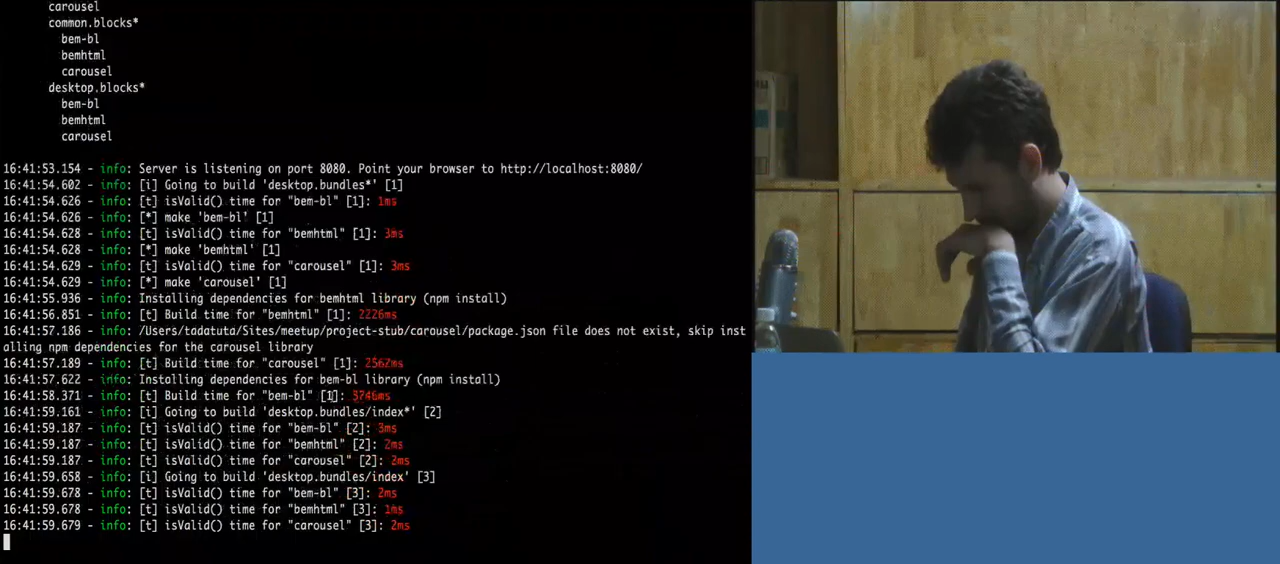 carousel
common.blocks*
bem-bl
bemhtml
carousel
desktop.blocks*
bem-bl
bemhtml
carousel
16:41:53.154 - info: Server is listening on port 8080. Point your browser to http://localhost:8080/
16:41:54.602 - info: [i] Going to build 'desktop.bundles*' [1]
16:41:54.626 - info: [t] isValid() time for "bem-bl" [1]: 1ms
16:41:54.626 - info: [*] make 'bem-bl' [1]
16:41:54.628 - info: [t] isValid() time for "bemhtml" [1]: 3ms
16:41:54.628 - info: [*] make 'bemhtml' [1]
16:41:54.629 - info: [t] isValid() time for "carousel" [1]: 3ms
16:41:54.629 - info: [*] make 'carousel' [1]
16:41:55.936 - info: Installing dependencies for bemhtml library (npm install)
16:41:56.851 - info: [t] Build time for "bemhtml" [1]: 2226ms
16:41:57.186 - info: /Users/tadatuta/Sites/meetup/project-stub/carousel/package.json file does not exist, skip inst
alling npm dependencies for the carousel library
16:41:57.189 - info: [t] Build time for "carousel" [1]: 2562ms
16:41:57.622 - info: Installing dependencies for bem-bl library (npm install)
16:41:58.371 - info: [t] Build time for "bem-bl" [1]: 3746ms
16:41:59.161 - info: [i] Going to build 'desktop.bundles/index*' [2]
16:41:59.187 - info: [t] isValid() time for "bem-bl" [2]: 3ms
16:41:59.187 - info: [t] isValid() time for "bemhtml" [2]: 2ms
16:41:59.187 - info: [t] isValid() time for "carousel" [2]: 2ms
16:41:59.658 - info: [i] Going to build 'desktop.bundles/index' [3]
16:41:59.678 - info: [t] isValid() time for "bem-bl" [3]: 2ms
16:41:59.678 - info: [t] isValid() time for "bemhtml" [3]: 1ms
16:41:59.679 - info: [t] isValid() time for "carousel" [3]: 2ms